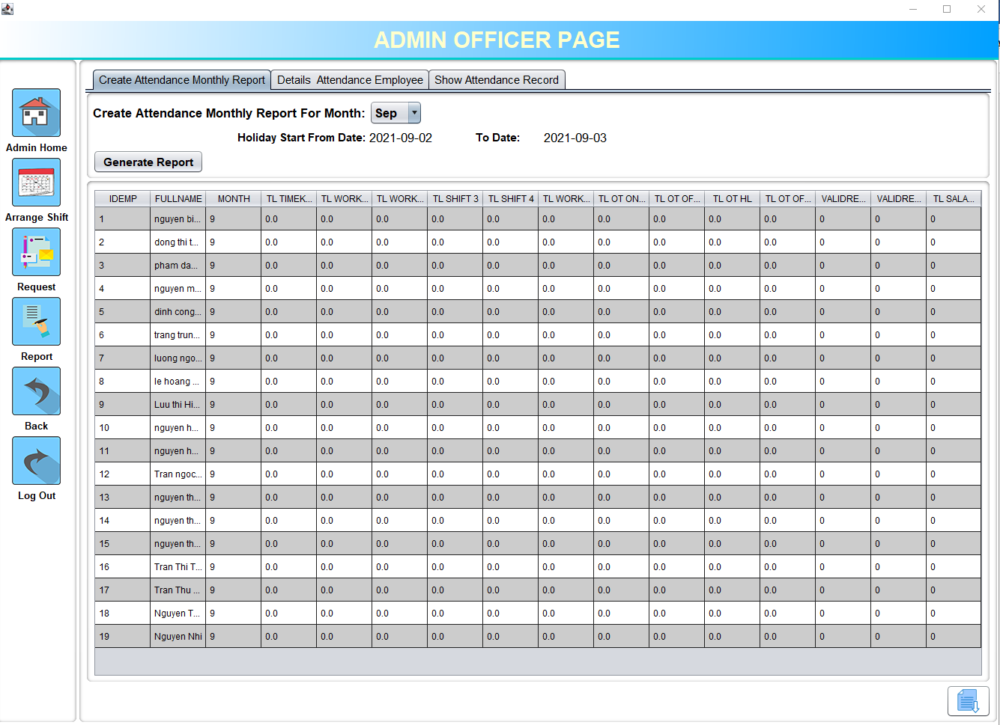 ADMIN OFFICER PAGE
Admin Home
Arrange Shift
Request
Report
Back
Log Out
Create Attendance Monthly Report Details Attendance Employee Show Attendance Record
Create Attendance Monthly Report For Month: Sep
Holiday Start From Date: 2021-09-02 To Date: 2021-09-03
Generate Report
IDEMP FULLNAME MONTH TL TIMEK... TL WORK... TL WORK... TL SHIFT 3 TL SHIFT 4 TL WORK... TL OT ON... TL OT OF... TL OT HL TL OT OF... VALIDRE... VALIDRE... TL SALA...
1 nguyen bi... 9 0.0 0.0 0.0 0.0 0.0 0.0 0.0 0.0 0.0 0.0 0 0 0
2 dong thi t... 9 0.0 0.0 0.0 0.0 0.0 0.0 0.0 0.0 0.0 0.0 0 0 0
3 pham da... 9 0.0 0.0 0.0 0.0 0.0 0.0 0.0 0.0 0.0 0.0 0 0 0
4 nguyen m... 9 0.0 0.0 0.0 0.0 0.0 0.0 0.0 0.0 0.0 0.0 0 0 0
5 dinh cong... 9 0.0 0.0 0.0 0.0 0.0 0.0 0.0 0.0 0.0 0.0 0 0 0
6 trang trun... 9 0.0 0.0 0.0 0.0 0.0 0.0 0.0 0.0 0.0 0.0 0 0 0
7 luong ngo... 9 0.0 0.0 0.0 0.0 0.0 0.0 0.0 0.0 0.0 0.0 0 0 0
8 le hoang ... 9 0.0 0.0 0.0 0.0 0.0 0.0 0.0 0.0 0.0 0.0 0 0 0
9 Luu thi Hi... 9 0.0 0.0 0.0 0.0 0.0 0.0 0.0 0.0 0.0 0.0 0 0 0
10 nguyen h... 9 0.0 0.0 0.0 0.0 0.0 0.0 0.0 0.0 0.0 0.0 0 0 0
11 nguyen h... 9 0.0 0.0 0.0 0.0 0.0 0.0 0.0 0.0 0.0 0.0 0 0 0
12 Tran ngoc... 9 0.0 0.0 0.0 0.0 0.0 0.0 0.0 0.0 0.0 0.0 0 0 0
13 nguyen th... 9 0.0 0.0 0.0 0.0 0.0 0.0 0.0 0.0 0.0 0.0 0 0 0
14 nguyen th... 9 0.0 0.0 0.0 0.0 0.0 0.0 0.0 0.0 0.0 0.0 0 0 0
15 nguyen th... 9 0.0 0.0 0.0 0.0 0.0 0.0 0.0 0.0 0.0 0.0 0 0 0
16 Tran Thi T... 9 0.0 0.0 0.0 0.0 0.0 0.0 0.0 0.0 0.0 0.0 0 0 0
17 Tran Thu ... 9 0.0 0.0 0.0 0.0 0.0 0.0 0.0 0.0 0.0 0.0 0 0 0
18 Nguyen T... 9 0.0 0.0 0.0 0.0 0.0 0.0 0.0 0.0 0.0 0.0 0 0 0
19 Nguyen Nhi 9 0.0 0.0 0.0 0.0 0.0 0.0 0.0 0.0 0.0 0.0 0 0 0